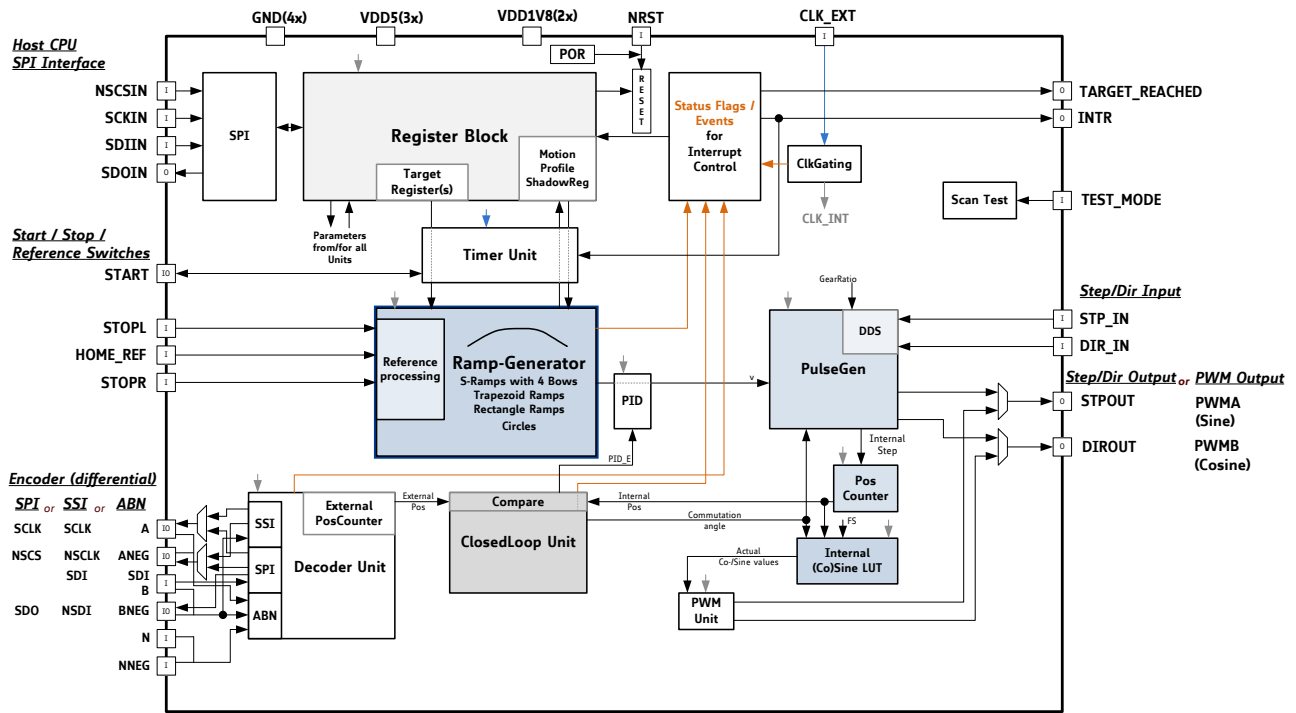 GND(4x)
VDD5(3x)
VDD1V8(2x)
NRST
CLK_EXT
I
I
Host CPU
SPI Interface
NSCSIN
I
SCKIN
I
SDIIN
I
SDOIN
O
SPI
Register Block
Target
Register(s)
Motion
Profile
ShadowReg
POR
R
E
S
E
T
Status Flags /
Events
for
Interrupt
Control
ClkGating
CLK_INT
O
TARGET_REACHED
O
INTR
Scan Test
I
TEST_MODE
Parameters
from/for all
Units
Timer Unit
Start / Stop /
Reference Switches
START
IO
STOPL
I
HOME_REF
I
STOPR
I
Reference
processing
Ramp-Generator
S-Ramps with 4 Bows
Trapezoid Ramps
Rectangle Ramps
Circles
PID
PID_E
v
GearRatio
DDS
PulseGen
Step/Dir Input
I
STP_IN
I
DIR_IN
Step/Dir Output or PWM Output
O
STPOUT
PWMA
(Sine)
O
DIROUT
PWMB
(Cosine)
Internal
Step
Pos
Counter
Encoder (differential)
SPI or SSI or ABN
SCLK
SCLK
A
IO
NSCS
NSCLK
ANEG
IO
SDI
SDI
I
B
SDO
NSDI
BNEG
IO
N
I
NNEG
I
SSI
SPI
ABN
External
PosCounter
Decoder Unit
External
Pos
Compare
ClosedLoop Unit
Internal
Pos
Commutation
angle
FS
Internal
(Co)Sine LUT
Actual
Co-/Sine values
PWM
Unit